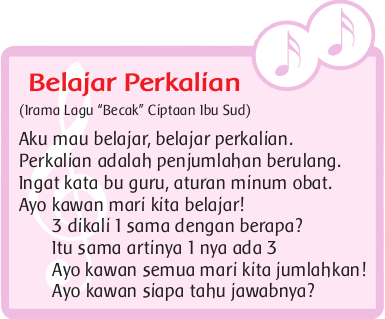 Belajar Perkalian
(Irama Lagu “Becak” Ciptaan Ibu Sud)
Aku mau belajar, belajar perkalian.
Perkalian adalah penjumlahan berulang.
Ingat kata bu guru, aturan minum obat.
Ayo kawan mari kita belajar!
3 dikali 1 sama dengan berapa?
Itu sama artinya 1 nya ada 3
Ayo kawan semua mari kita jumlahkan!
Ayo kawan siapa tahu jawabnya?